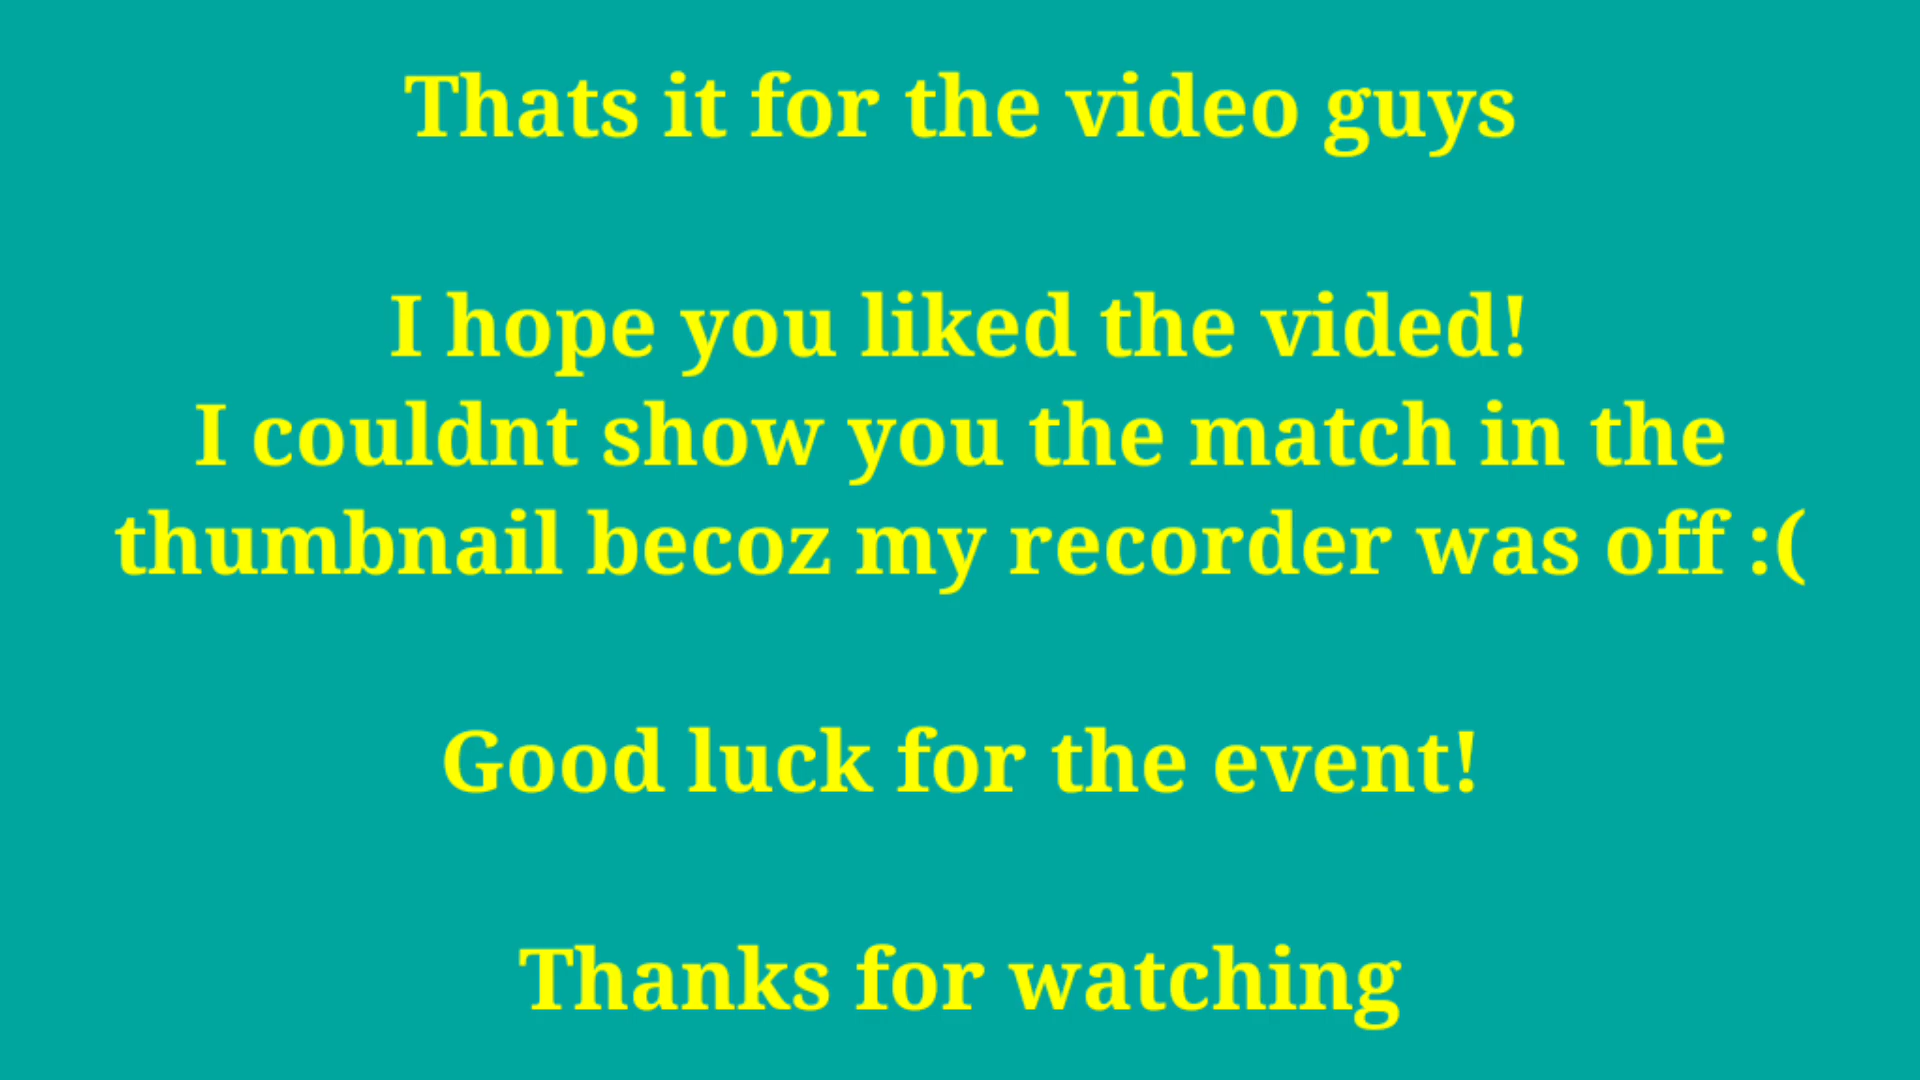 Thats it for the video guys
I hope you liked the vided!
I couldnt show you the match in the
thumbnail becoz my recorder was off :(
Good luck for the event!
Thanks for watching